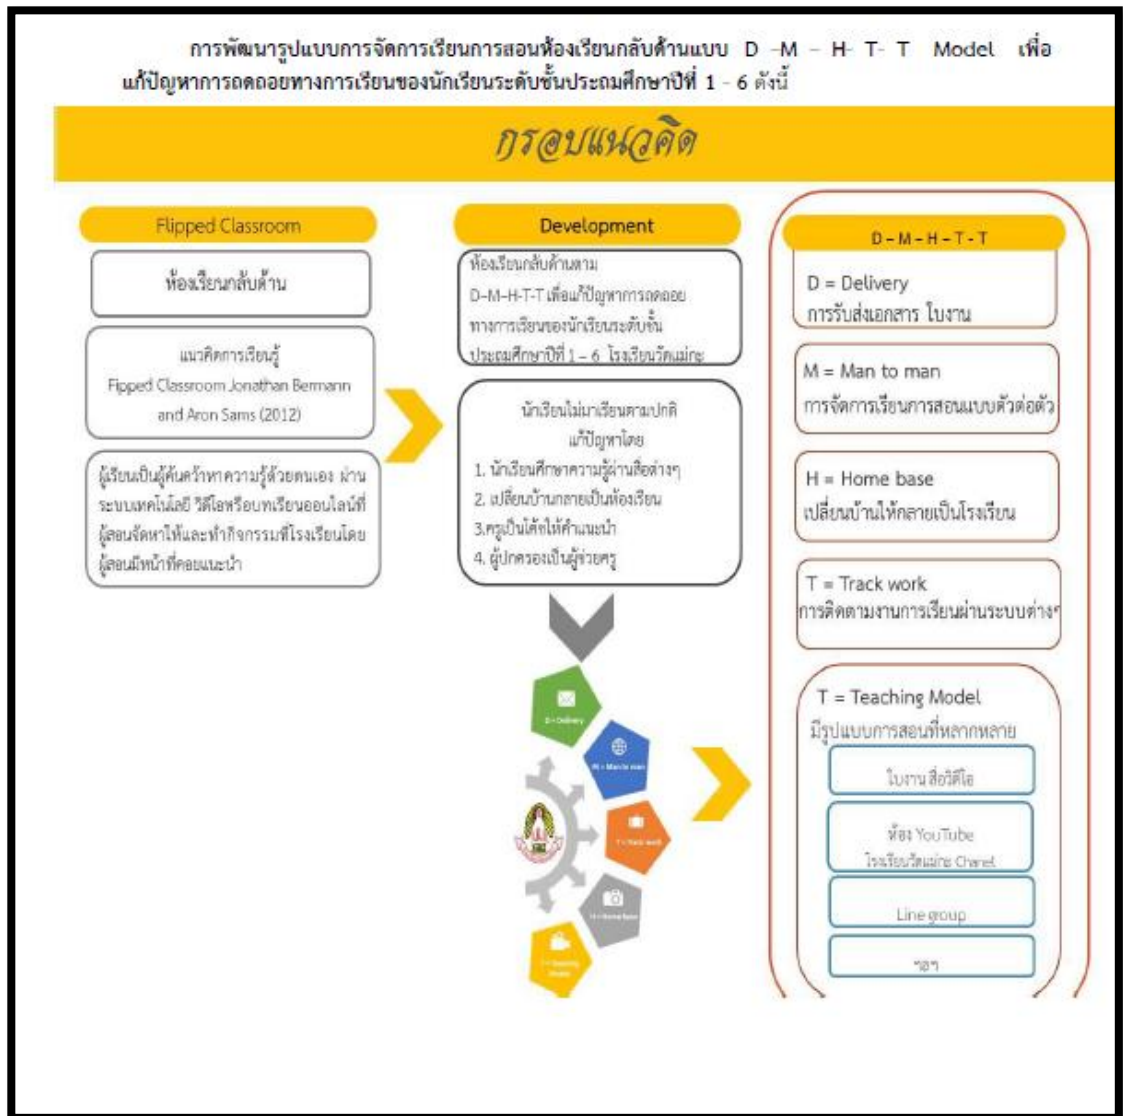 การพัฒนารูปแบบการจัดการเรียนการสอนห้องเรียนกลับด้านแบบ D -M - H- T- T Model เพื่อ
แก้ปัญหาการถดถอยทางการเรียนของนักเรียนระดับชั้นประถมศึกษาปีที่ 1 - 6 ดังนี้
กรอบแนวคิด
Flipped Classroom
ห้องเรียนกลับด้าน
แนวคิดการเรียนรู้
Fipped Classroom Jonathan Bermann
and Aron Sams (2012)
ผู้เรียนเป็นผู้ค้นคว้าหาความรู้ด้วยตนเอง ผ่าน
ระบบเทคโนโลยี วิดีโอหรือบทเรียนออนไลน์ที่
ผู้สอนจัดหาให้และทำกิจกรรมที่โรงเรียนโดย
ผู้สอนมีหน้าที่คอยแนะนำ
Development
ห้องเรียนกลับด้านตาม
D-M-H-T-T เพื่อแก้ปัญหาการถดถอย
ทางการเรียนของนักเรียนระดับชั้น
ประถมศึกษาปีที่ 1 - 6 โรงเรียนวัดแม่กะ
นักเรียนไม่มาเรียนตามปกติ
แก้ปัญหาโดย
1. นักเรียนศึกษาความรู้ผ่านสื่อต่างๆ
2. เปลี่ยนบ้านกลายเป็นห้องเรียน
3.ครูเป็นโค้ชให้คำแนะนำ
4. ผู้ปกครองเป็นผู้ช่วยครู
D = Delivery
M = Man to man
T = Track work
H = Home base
T = Teaching
Model
D - M - H - T - T
D = Delivery
การรับส่งเอกสาร ใบงาน
M = Man to man
การจัดการเรียนการสอนแบบตัวต่อตัว
H = Home base
เปลี่ยนบ้านให้กลายเป็นโรงเรียน
T = Track work
การติดตามงานการเรียนผ่านระบบต่างๆ
T = Teaching Model
มีรูปแบบการสอนที่หลากหลาย
ใบงาน สื่อวิดีโอ
ห้อง YouTube
โรงเรียนวัดแม่กะ Chanel
Line group
ฯลฯ